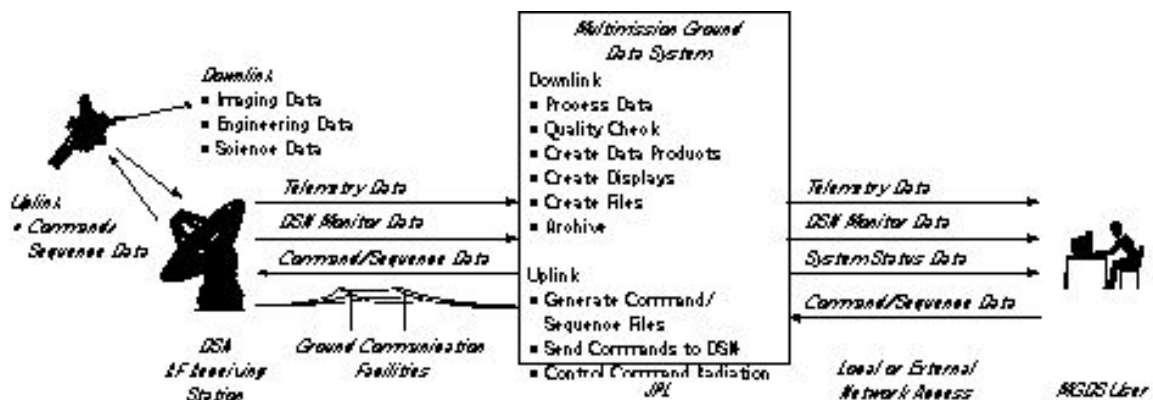 Downlink
▪ Imaging Data
▪ Engineering Data
▪ Science Data
Uplink
▪ Command/
Sequence Data
Telemetry Data
DSN Monitor Data
Command/Sequence Data
DSN
RF Receiving
Station
Ground Communication
Facilities
Multimission Ground
Data System
Downlink
▪ Process Data
▪ Quality Check
▪ Create Data Products
▪ Create Displays
▪ Create Files
▪ Archive
Uplink
▪ Generate Command/
Sequence Files
▪ Send Commands to DSN
▪ Control Command Radiation
JPL
Telemetry Data
DSN Monitor Data
System Status Data
Command/Sequence Data
Local or External
Network Access
MGDS User